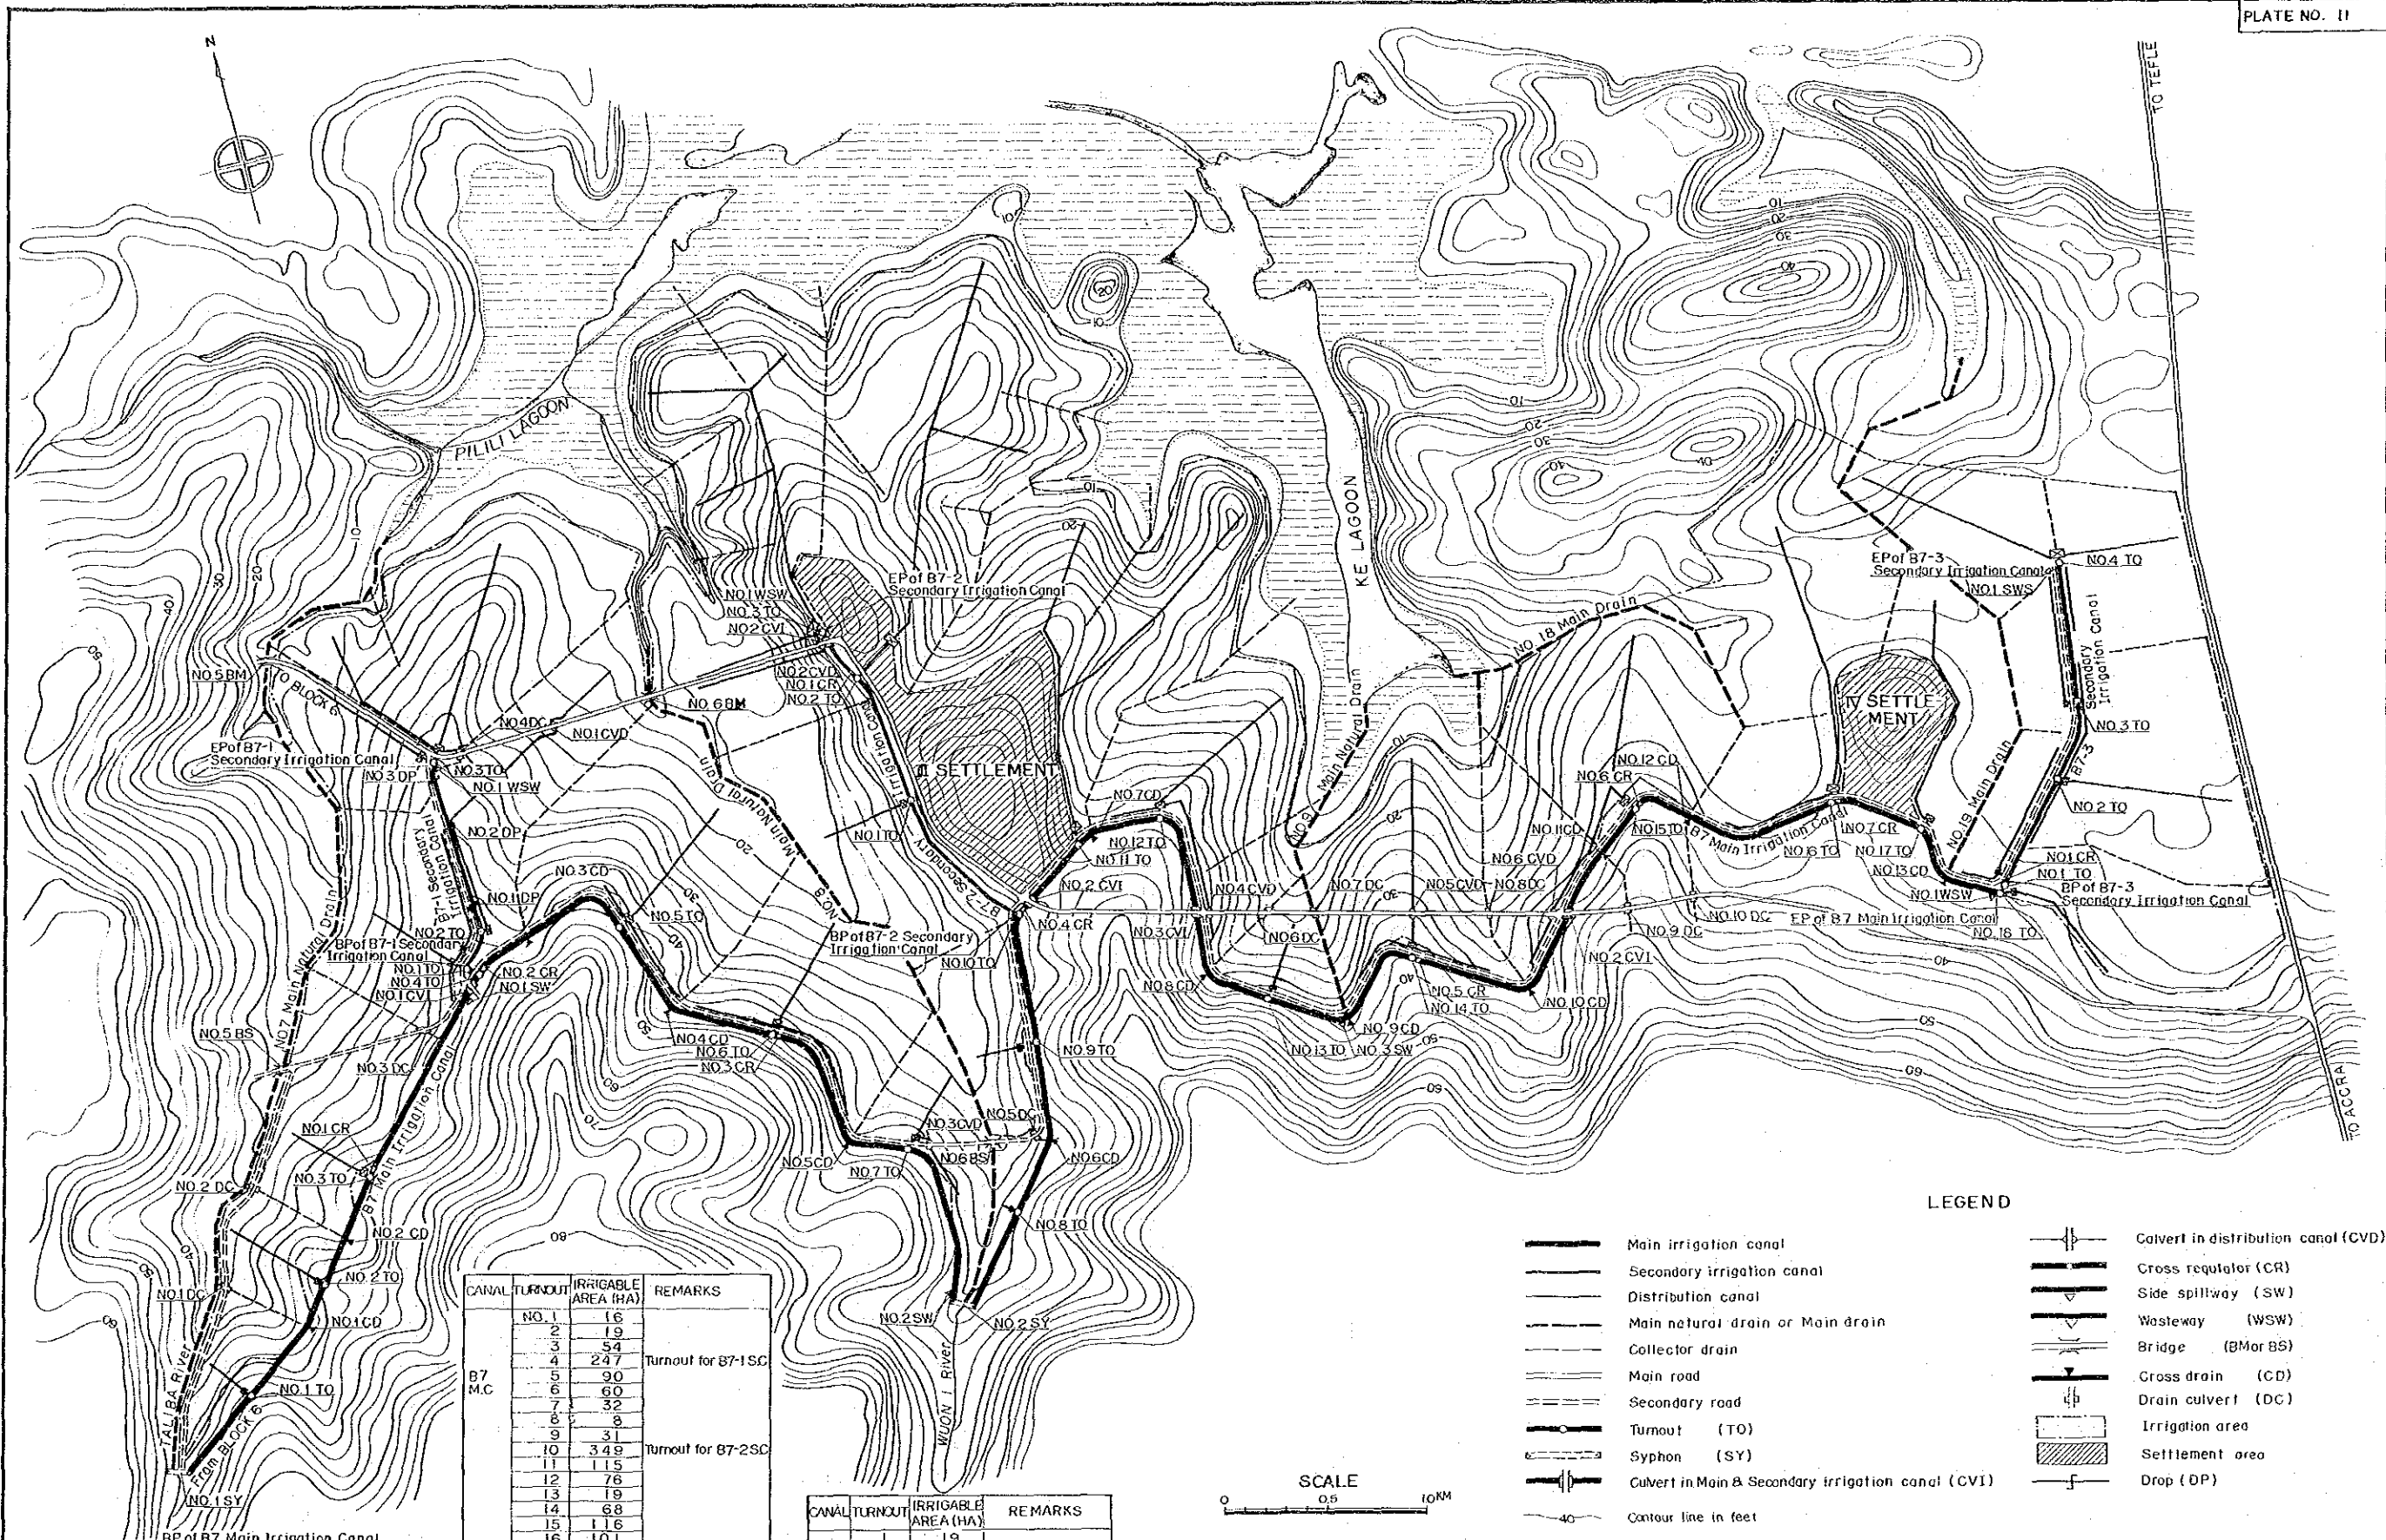 PLATE NO. 11
N
TO TEFLE
PILILI LAGOON
KE LAGOON
NO.5 BM
TO BLOCK 6
EP of B7-1
Secondary Irrigation Canal
NO.3 DP
NO.3 TO
NO.1 WSW
NO.4 DC
NO.1 CVD
NO.6 BM
NO.2 DP
B7-1 Secondary
Irrigation Canal
NO.1 DP
NO.2 TO
BP of B7-1 Secondary
Irrigation Canal
NO.1 TO
NO.4 TO
NO.1 CVI
NO.2 CR
NO.1 SW
NO.3 CD
NO.5 TO
NO.7 Main Natural Drain
NO.5 BS
NO.3 DC
B7 Main Irrigation Canal
NO.1 CR
NO.3 TO
NO.2 DC
NO.2 CD
NO.2 TO
NO.1 DC
NO.1 CD
NO.1 TO
TALIBA River
From BLOCK 6
NO.1 SY
BP of B7 Main Irrigation Canal
NO.1 WSW
NO.3 TO
NO.2 CVI
EP of B7-2
Secondary Irrigation Canal
NO.2 CVD
NO.1 CR
NO.2 TO
Irrigation Canal
SETTLEMENT
NO.1 TO
B7-2 Secondary
NO.8 Main Natural Drain
BP of B7-2 Secondary
Irrigation Canal
NO.10 TO
NO.4 CR
NO.2 CVI
NO.11 TO
NO.12 TO
NO.7 CD
NO.4 CD
NO.6 TO
NO.3 CR
NO.9 TO
NO.5 DC
NO.3 CVD
NO.6 BS
NO.6 CD
NO.5 CD
NO.7 TO
NO.8 TO
NO.2 SW
NO.2 SY
WUONI River
NO.3 CVI
NO.4 CVD
NO.6 DC
NO.7 DC
NO.5 CVD
NO.8 DC
NO.6 CVD
NO.8 CD
NO.13 TO
NO.3 SW
NO.9 CD
NO.5 CR
NO.14 TO
NO.10 CD
NO.2 CVI
NO.9 DC
NO.10 DC
NO.11 CD
NO.9 Main Natural Drain
NO 18 Main Drain
NO.12 CD
NO.6 CR
NO.15 TO
B7 Main Irrigation Canal
NO.16 TO
NO.7 CR
NO.17 TO
NO.13 CD
NO.1 WSW
IV SETTLE
MENT
NO.19 Main Drain
EP of B7-3
Secondary Irrigation Canal
NO.1 SWS
NO.4 TO
Secondary
Irrigation Canal
NO.3 TO
B7-3
NO.2 TO
NO.1 CR
NO.1 TO
BP of B7-3
Secondary Irrigation Canal
EP of B7 Main Irrigation Canal
NO.18 TO
TO ACCRA
CANAL TURNOUT IRRIGABLE AREA (HA) REMARKS
B7 M.C
NO.1 16
2 19
3 54
4 247 Turnout for B7-1 SC
5 90
6 60
7 32
8 8
9 31
10 349 Turnout for B7-2 SC
11 115
12 76
13 19
14 68
15 116
16 101
CANAL TURNOUT IRRIGABLE AREA (HA) REMARKS
1 19
SCALE
0 0.5 1.0 KM
LEGEND
Main irrigation canal
Secondary irrigation canal
Distribution canal
Main natural drain or Main drain
Collector drain
Main road
Secondary road
Turnout (TO)
Syphon (SY)
Culvert in Main & Secondary irrigation canal (CVI)
40 Contour line in feet
Calvert in distribution canal (CVD)
Cross regulator (CR)
Side spillway (SW)
Wasteway (WSW)
Bridge (BM or BS)
Cross drain (CD)
Drain culvert (DC)
Irrigation area
Settlement area
Drop (DP)